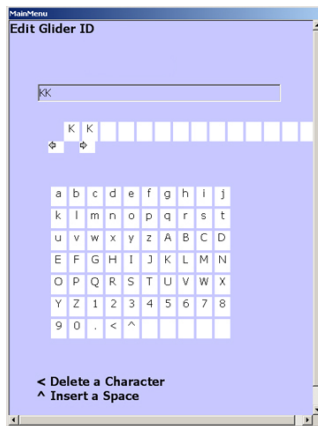 MainMenu
Edit Glider ID
KK
K K
a b c d e f g h i j
k l m n o p q r s t
u v w x y z A B C D
E F G H I J K L M N
O P Q R S T U V W X
Y Z 1 2 3 4 5 6 7 8
9 0 . < ^
< Delete a Character
^ Insert a Space